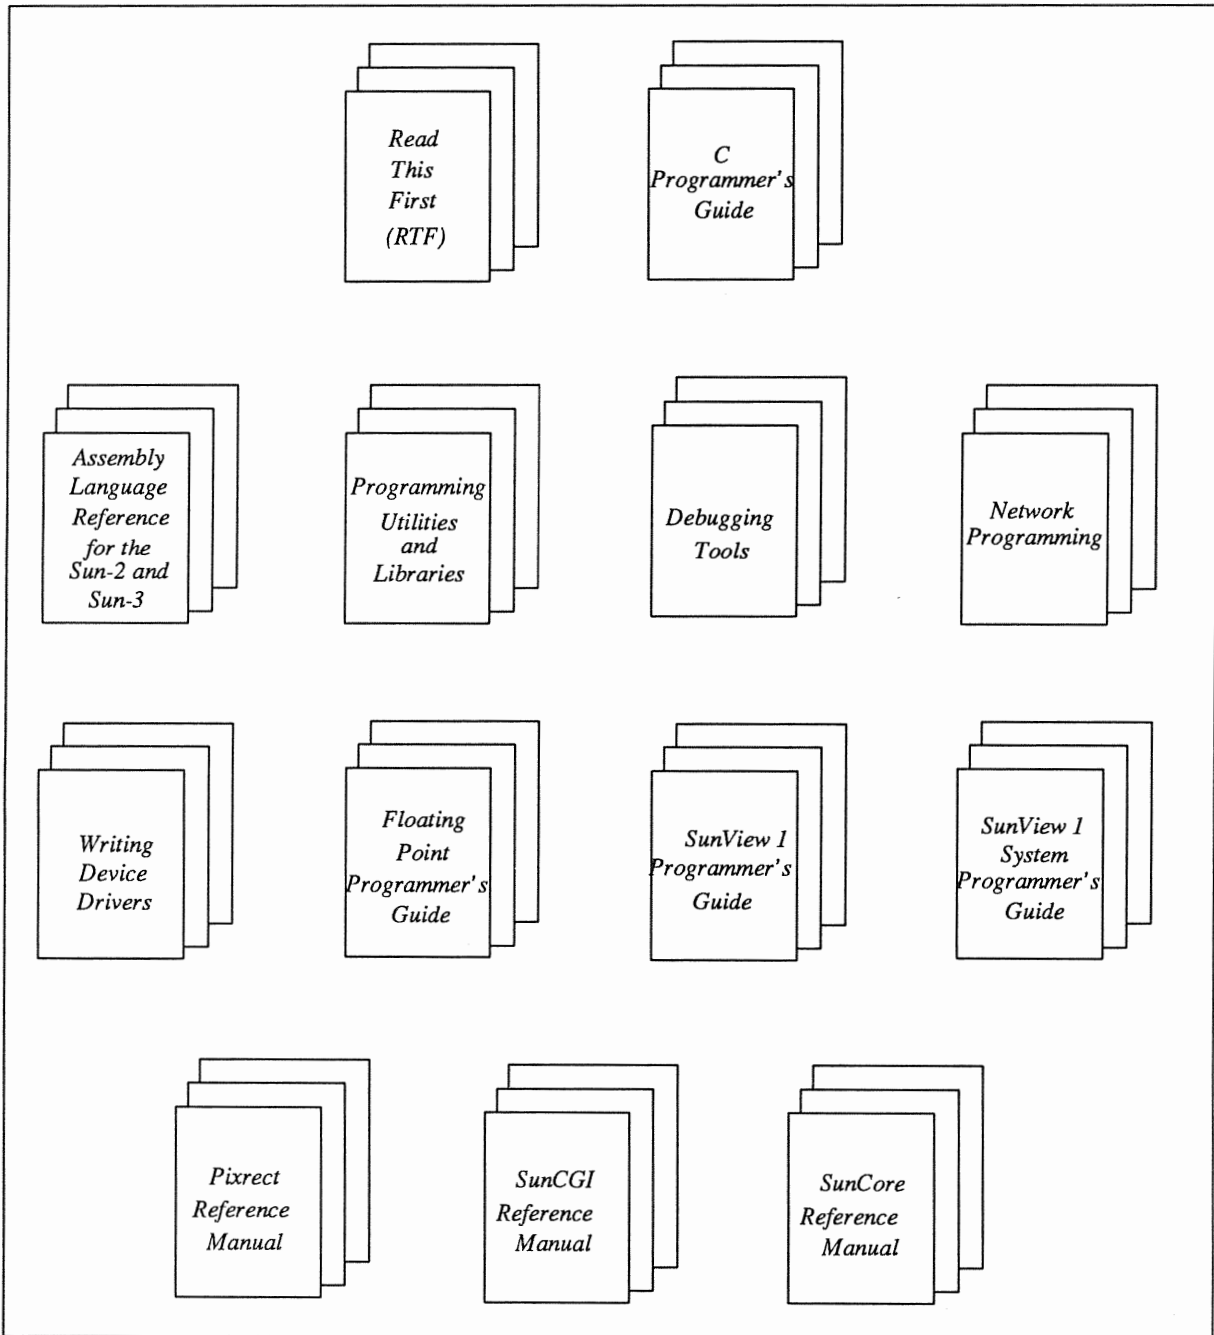 Read
This
First
(RTF)
C
Programmer's
Guide
Assembly
Language
Reference
for the
Sun-2 and
Sun-3
Programming
Utilities
and
Libraries
Debugging
Tools
Network
Programming
Writing
Device
Drivers
Floating
Point
Programmer's
Guide
SunView 1
Programmer's
Guide
SunView 1
System
Programmer's
Guide
Pixrect
Reference
Manual
SunCGI
Reference
Manual
SunCore
Reference
Manual